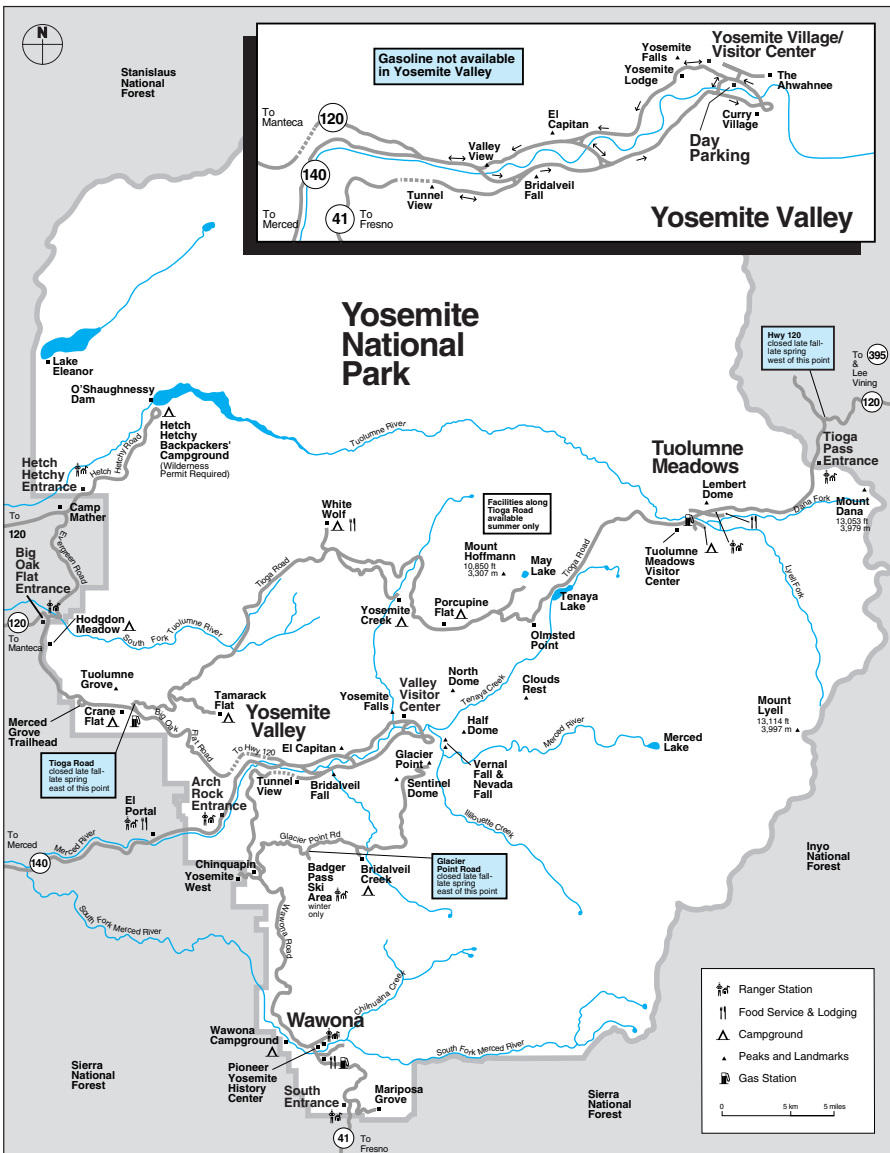 N
Stanislaus
National
Forest
Gasoline not available
in Yosemite Valley
Yosemite Village/
Visitor Center
Yosemite
Falls
Yosemite
Lodge
The
Ahwahnee
To
Manteca
120
El
Capitan
Curry
Village
Valley
View
Day
Parking
140
Bridalveil
Fall
Tunnel
View
To
Merced
41
To
Fresno
Yosemite Valley
Yosemite
National
Park
Hwy 120
closed late fall-
late spring
west of this point
To
&
Lee
Vining
395
120
Lake
Eleanor
O'Shaughnessy
Dam
Hetch
Hetchy
Backpackers'
Campground
(Wilderness
Permit Required)
Tuolumne River
Hetch Hetchy Road
Hetch
Hetchy
Entrance
Tuolumne
Meadows
Tioga
Pass
Entrance
Lembert
Dome
Dana Fork
Mount
Dana
13,053 ft
3,979 m
Camp
Mather
To
120
White
Wolf
Facilities along
Tioga Road
available
summer only
Evergreen Road
Big
Oak
Flat
Entrance
Tioga Road
Mount
Hoffmann
10,850 ft
3,307 m
May
Lake
Tioga Road
Tuolumne
Meadows
Visitor
Center
Lyell Fork
120
To
Manteca
Hodgdon
Meadow
South Fork Tuolumne River
Yosemite
Creek
Porcupine
Flat
Tenaya
Lake
Olmsted
Point
Tuolumne
Grove
Crane
Flat
Merced
Grove
Trailhead
Tamarack
Flat
Big Oak Flat Road
Yosemite
Falls
Valley
Visitor
Center
North
Dome
Tenaya Creek
Clouds
Rest
Yosemite
Valley
Half
Dome
Mount
Lyell
13,114 ft
3,997 m
Merced River
Merced
Lake
Tioga Road
closed late fall-
late spring
east of this point
To Hwy 120
El Capitan
Glacier
Point
Vernal
Fall &
Nevada
Fall
Arch
Rock
Entrance
Tunnel
View
Bridalveil
Fall
Sentinel
Dome
El
Portal
To
Merced
140
Merced River
Illilouette Creek
Glacier Point Rd
Chinquapin
Yosemite
West
Badger
Pass
Ski
Area
winter
only
Bridalveil
Creek
Glacier
Point Road
closed late fall-
late spring
east of this point
Inyo
National
Forest
South Fork Merced River
Wawona Road
Chilnualna Creek
Wawona
Wawona
Campground
South Fork Merced River
Pioneer
Yosemite
History
Center
Sierra
National
Forest
South
Entrance
Mariposa
Grove
Sierra
National
Forest
41
To
Fresno
Ranger Station
Food Service & Lodging
Campground
Peaks and Landmarks
Gas Station
0 5 km 5 miles